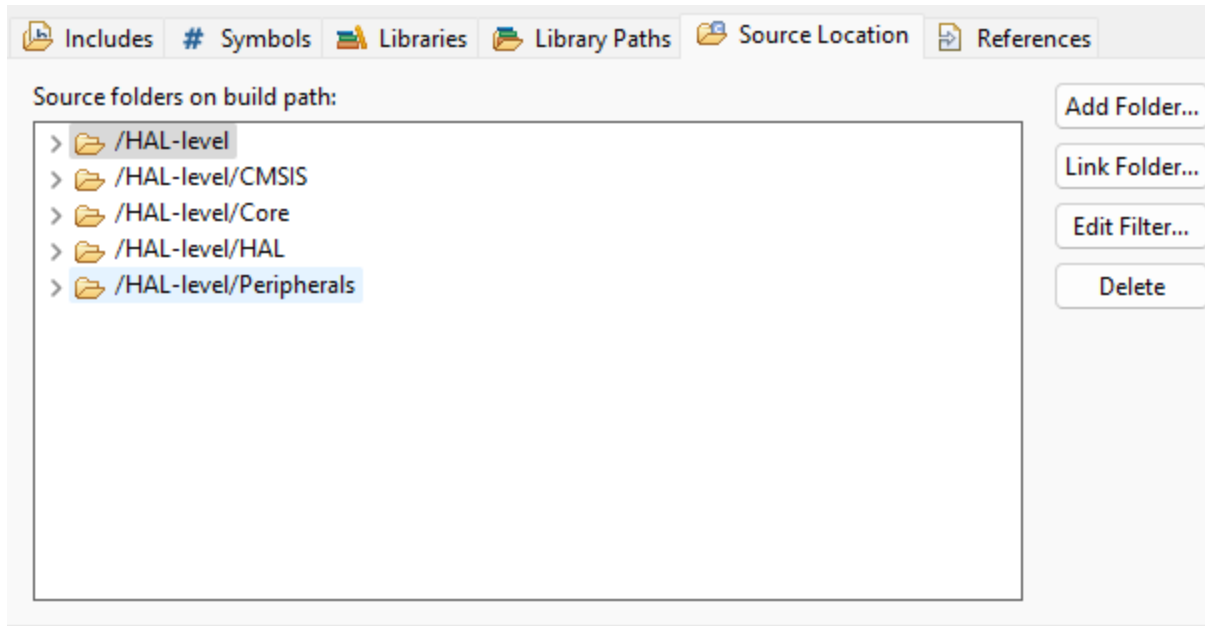 Includes # Symbols Libraries Library Paths Source Location References
Source folders on build path:
/HAL-level
/HAL-level/CMSIS
/HAL-level/Core
/HAL-level/HAL
/HAL-level/Peripherals
Add Folder...
Link Folder...
Edit Filter...
Delete